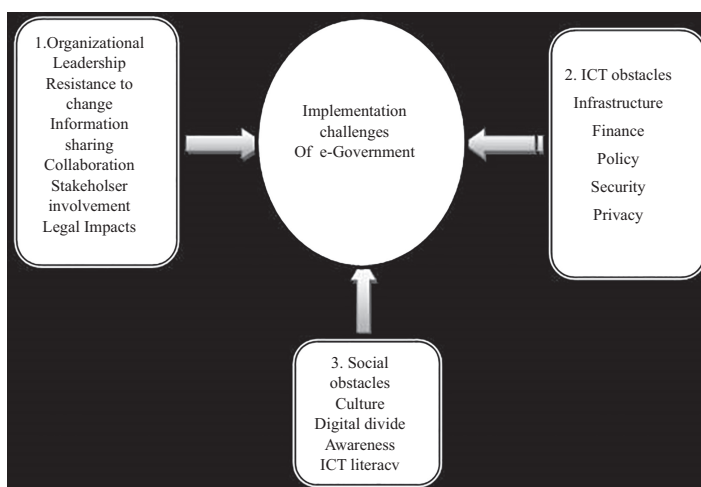 1.Organizational
Leadership
Resistance to
change
Information
sharing
Collaboration
Stakeholser
involvement
Legal Impacts
Implementation
challenges
Of e-Government
2. ICT obstacles
Infrastructure
Finance
Policy
Security
Privacy
3. Social
obstacles
Culture
Digital divide
Awareness
ICT literacy